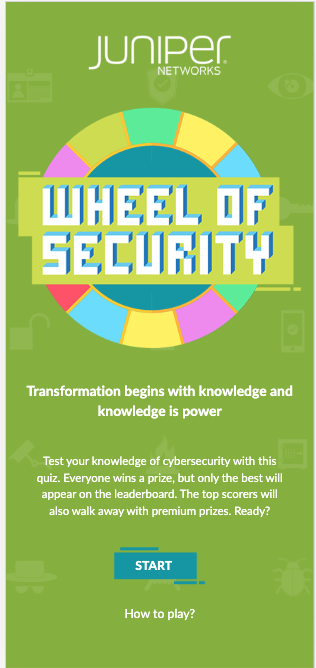 JUNIPER
NETWORKS
WHEEL OF
SECURITY
Transformation begins with knowledge and
knowledge is power
Test your knowledge of cybersecurity with this
quiz. Everyone wins a prize, but only the best will
appear on the leaderboard. The top scorers will
also walk away with premium prizes. Ready?
START
How to play?